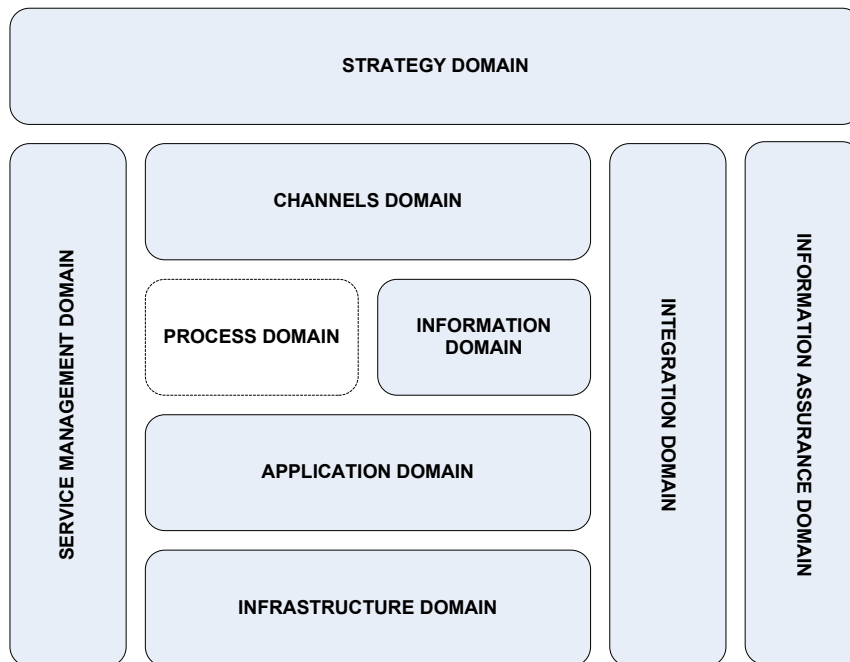 STRATEGY DOMAIN
SERVICE MANAGEMENT DOMAIN
CHANNELS DOMAIN
PROCESS DOMAIN
INFORMATION
DOMAIN
APPLICATION DOMAIN
INFRASTRUCTURE DOMAIN
INTEGRATION DOMAIN
INFORMATION ASSURANCE DOMAIN